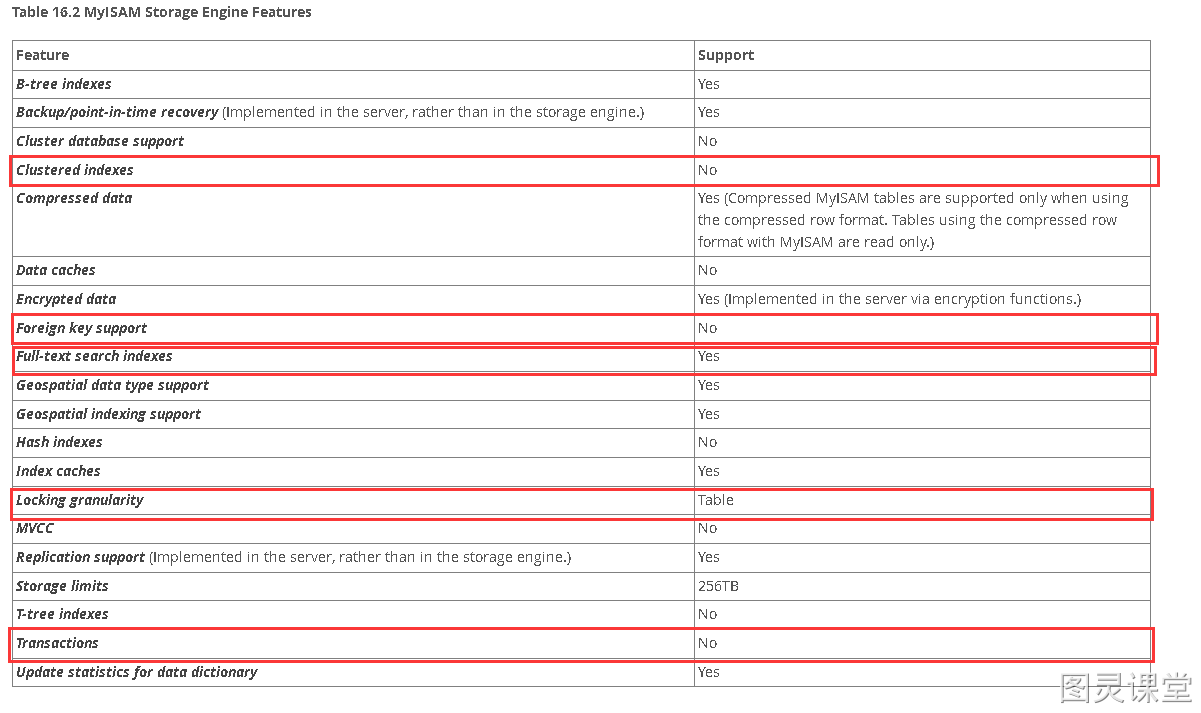 Table 16.2 MyISAM Storage Engine Features
Feature Support
B-tree indexes Yes
Backup/point-in-time recovery (Implemented in the server, rather than in the storage engine.) Yes
Cluster database support No
Clustered indexes No
Compressed data Yes (Compressed MyISAM tables are supported only when using
the compressed row format. Tables using the compressed row
format with MyISAM are read only.)
Data caches No
Encrypted data Yes (Implemented in the server via encryption functions.)
Foreign key support No
Full-text search indexes Yes
Geospatial data type support Yes
Geospatial indexing support Yes
Hash indexes No
Index caches Yes
Locking granularity Table
MVCC No
Replication support (Implemented in the server, rather than in the storage engine.) Yes
Storage limits 256TB
T-tree indexes No
Transactions No
Update statistics for data dictionary Yes
图灵课堂